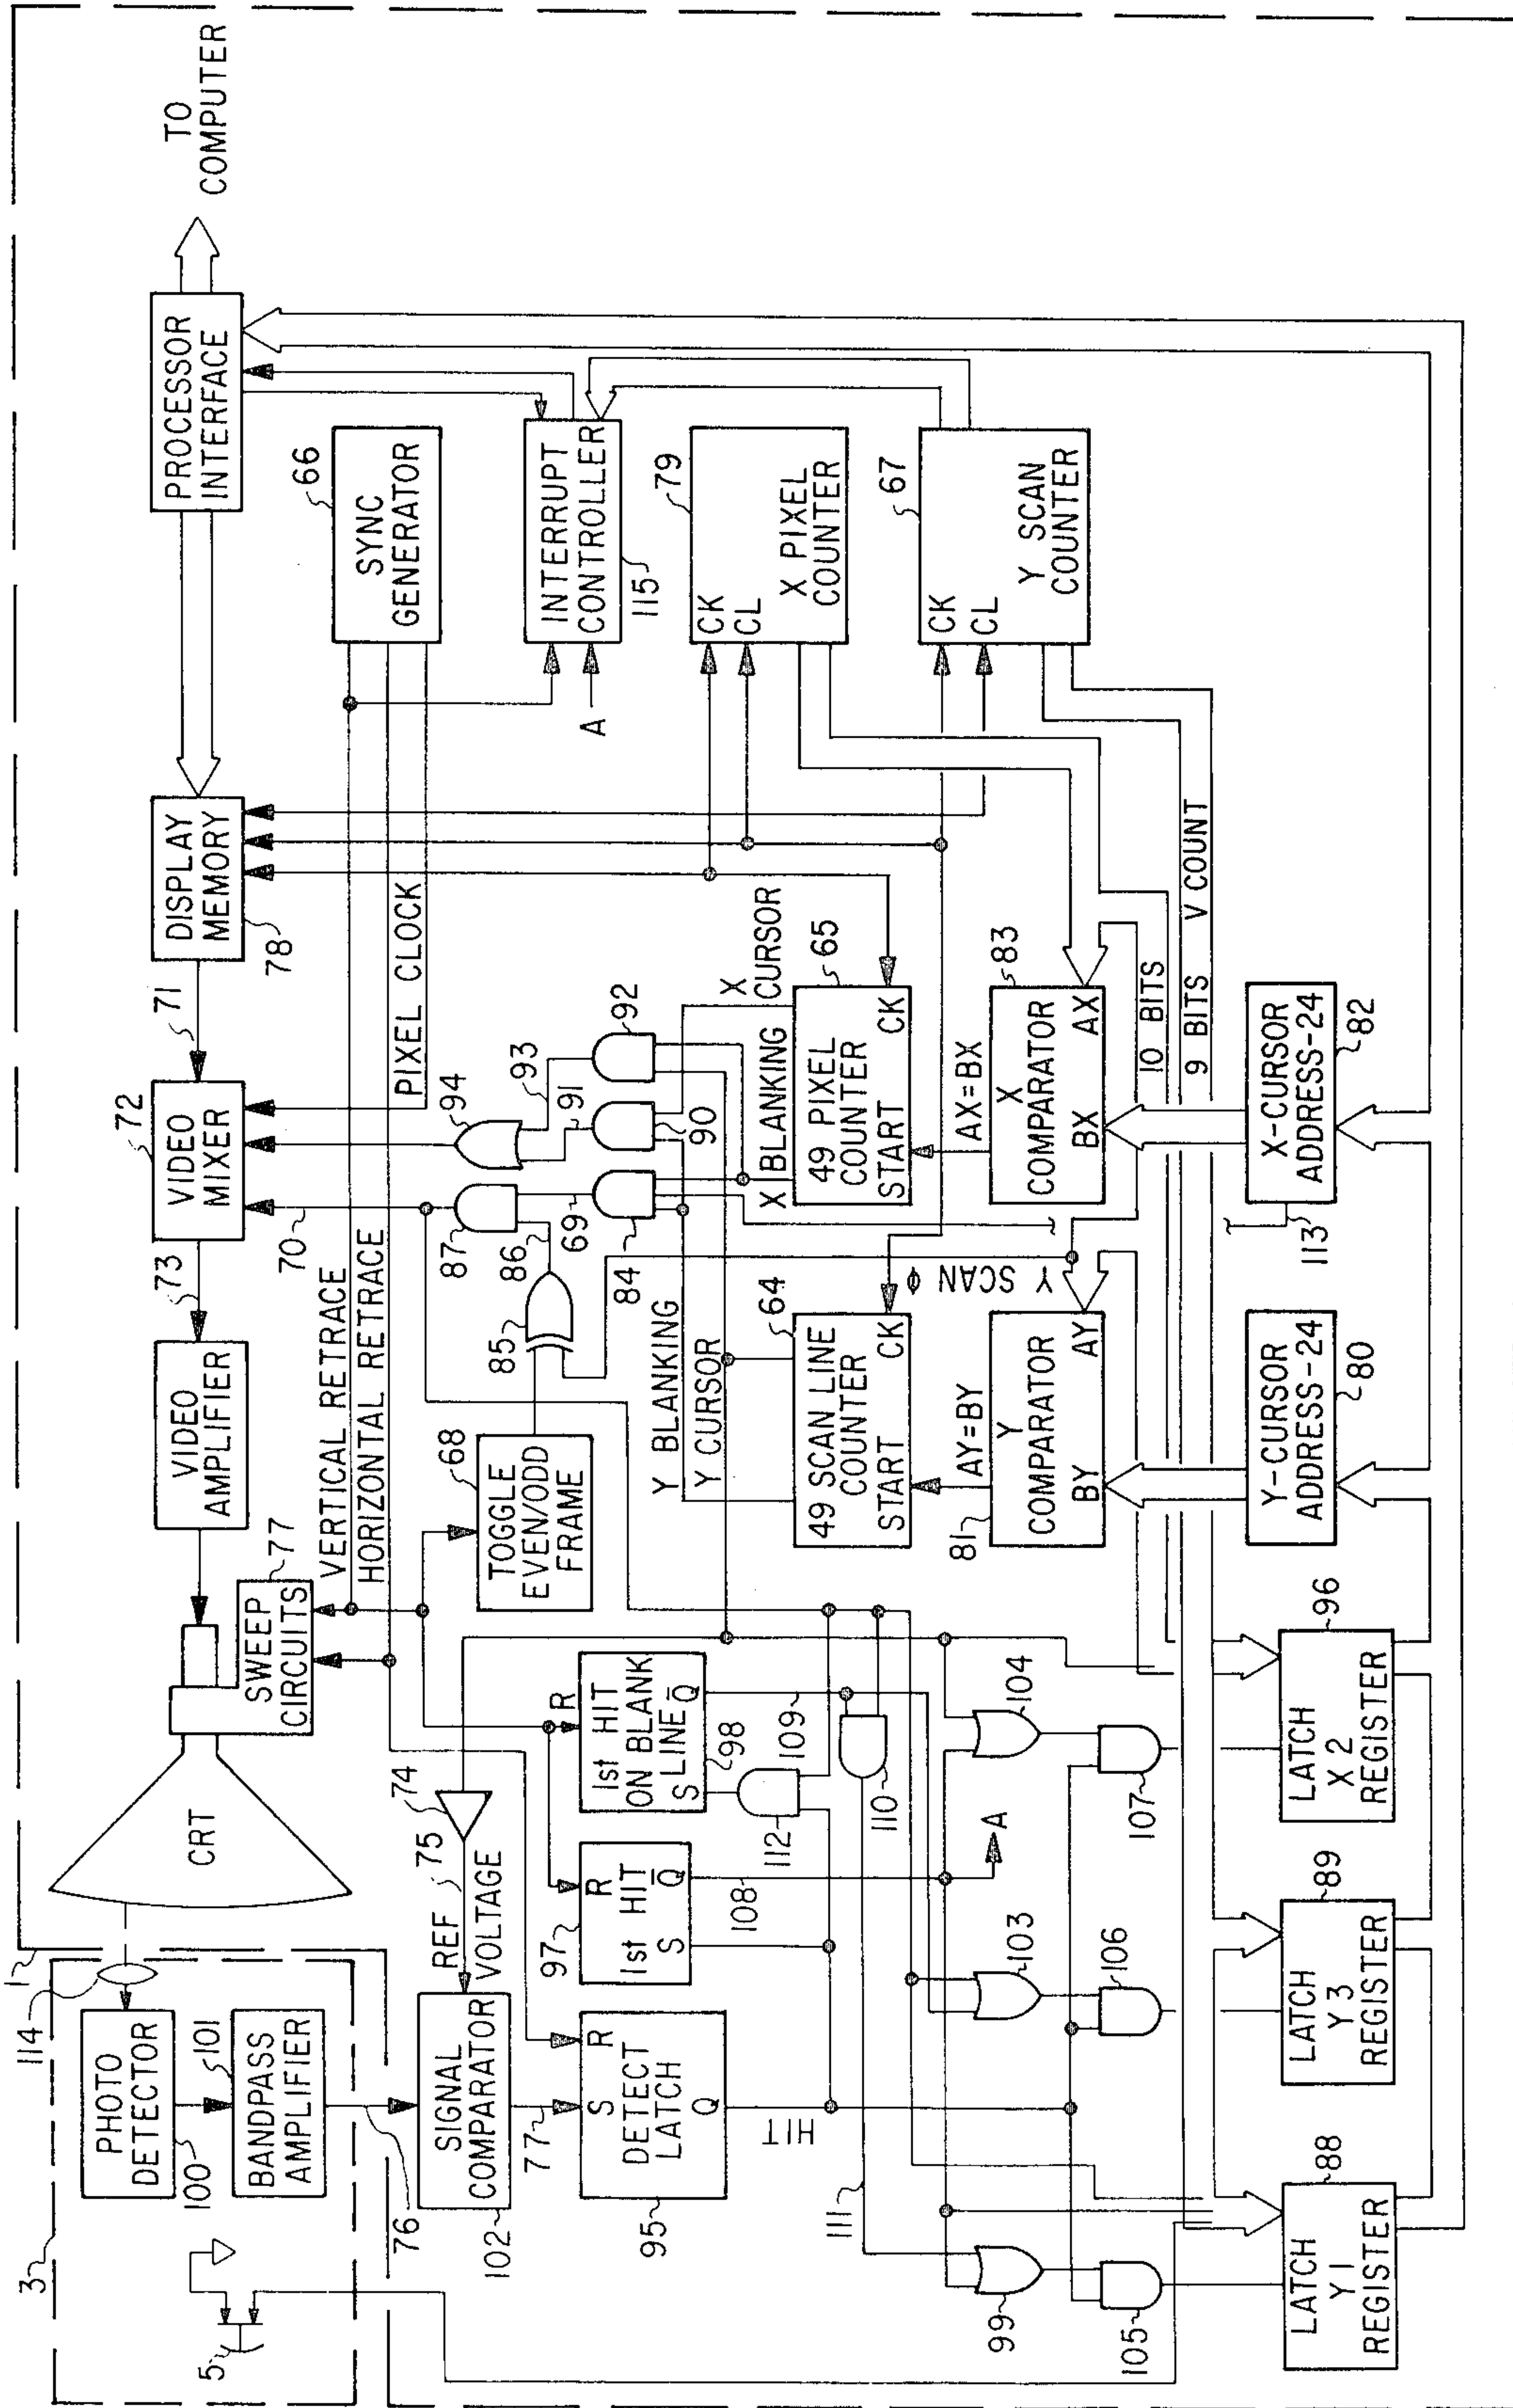 TO
COMPUTER
PROCESSOR
INTERFACE
DISPLAY
MEMORY
78
71
72
VIDEO
MIXER
73
VIDEO
AMPLIFIER
CRT
SWEEP
CIRCUITS
77
1
114
3
PHOTO
DETECTOR
100
101
BANDPASS
AMPLIFIER
5
76
66
SYNC
GENERATOR
PIXEL CLOCK
VERTICAL RETRACE
HORIZONTAL RETRACE
70
INTERRUPT
CONTROLLER
115
A
94
93
92
91
90
87
86
69
84
85
68
TOGGLE
EVEN/ODD
FRAME
74
75
REF
VOLTAGE
SIGNAL
COMPARATOR
102
77
79
CK
CL
X PIXEL
COUNTER
X
CURSOR
X BLANKING
Y BLANKING
Y CURSOR
1st HIT
ON BLANK
LINE Q̅
R
S
98
97
1st HIT
R
S
Q̅
S
R
DETECT
LATCH
Q
95
HIT
108
109
110
112
111
A
67
CK
CL
Y SCAN
COUNTER
65
49 PIXEL
COUNTER
START
CK
64
49 SCAN LINE
COUNTER
START
CK
Y SCAN ϕ
AX=BX
AY=BY
83
X
COMPARATOR
BX
AX
81
Y
COMPARATOR
BY
AY
104
107
103
106
99
105
10 BITS
9 BITS V COUNT
X-CURSOR
ADDRESS-24
82
113
Y-CURSOR
ADDRESS-24
80
LATCH
X 2
REGISTER
96
LATCH
Y 3
REGISTER
89
LATCH
Y 1
REGISTER
88